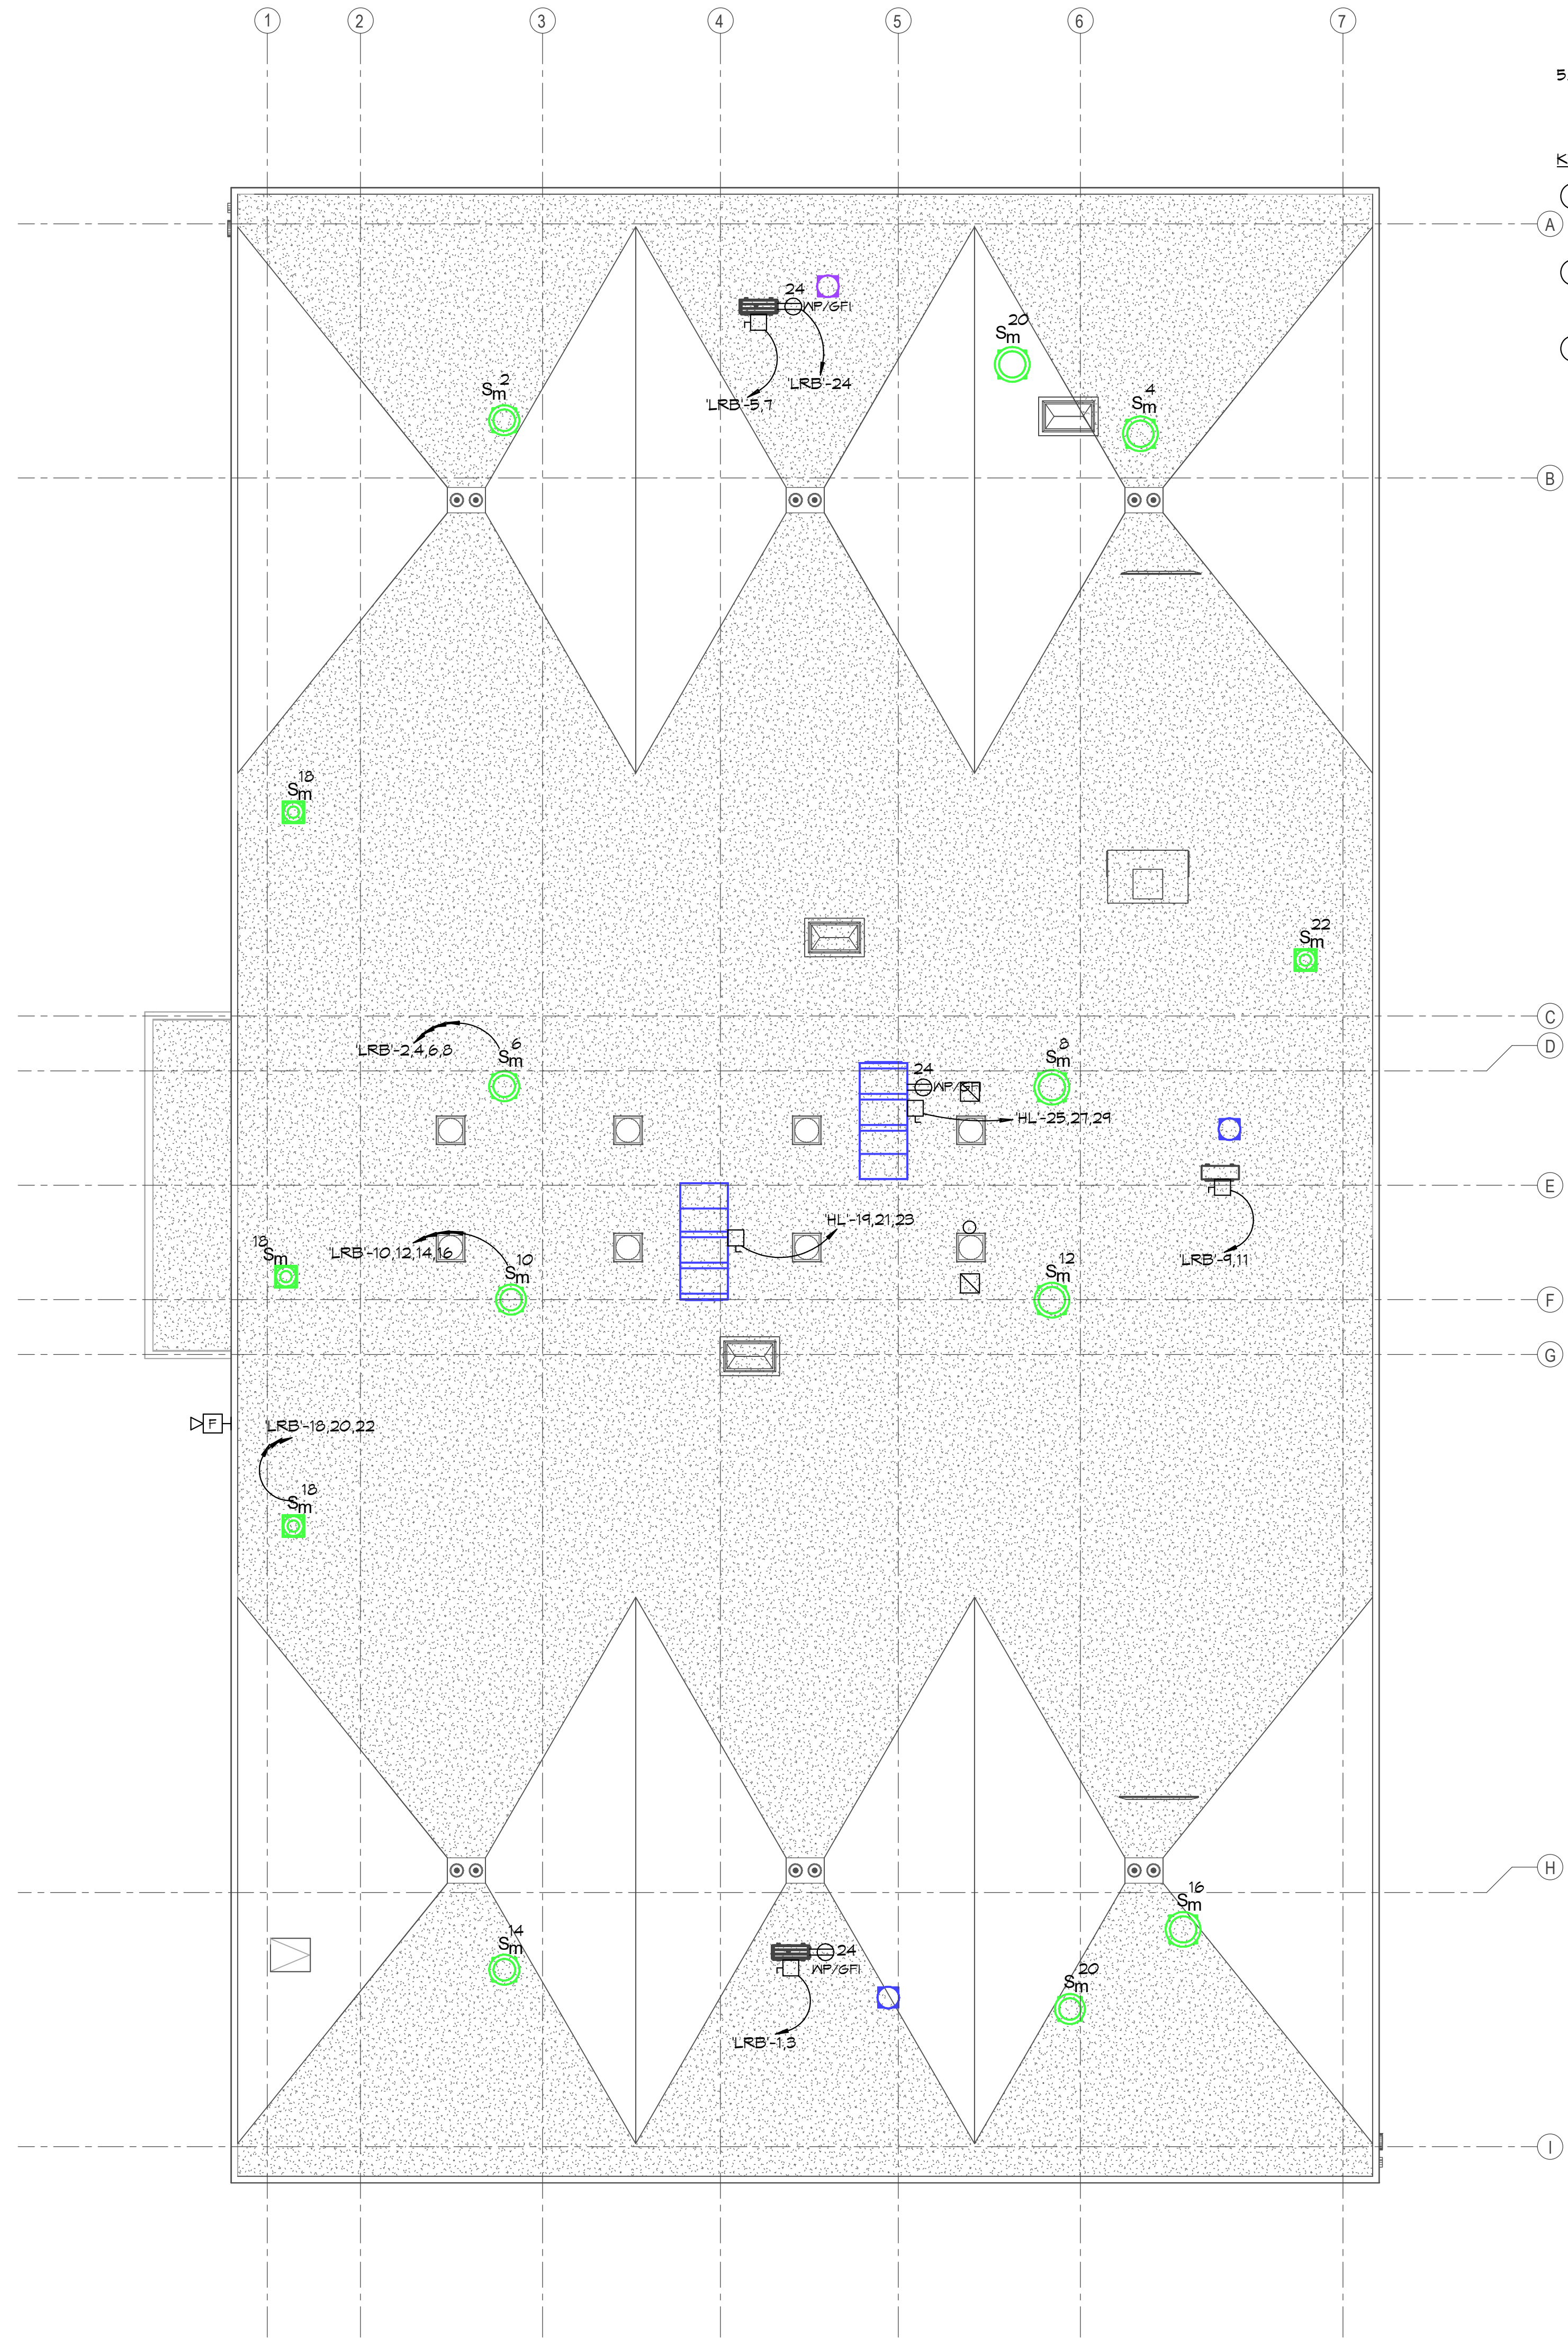 1 2 3 4 5 6 7
5
K
A
24
WP/GFI
20
Sm
'LRB'-24
'LRB'-5,7
2
Sm
4
Sm
B
18
Sm
22
Sm
C
D
'LRB'-2,4,6,8
6
Sm
8
Sm
24
WP/GFI
'HL'-25,27,29
E
'HL'-19,21,23
18
Sm
'LRB'-10,12,14,16
10
Sm
12
Sm
'LRB'-9,11
F
G
F
'LRB'-18,20,22
18
Sm
H
16
Sm
14
Sm
24
WP/GFI
20
Sm
'LRB'-1,3
I